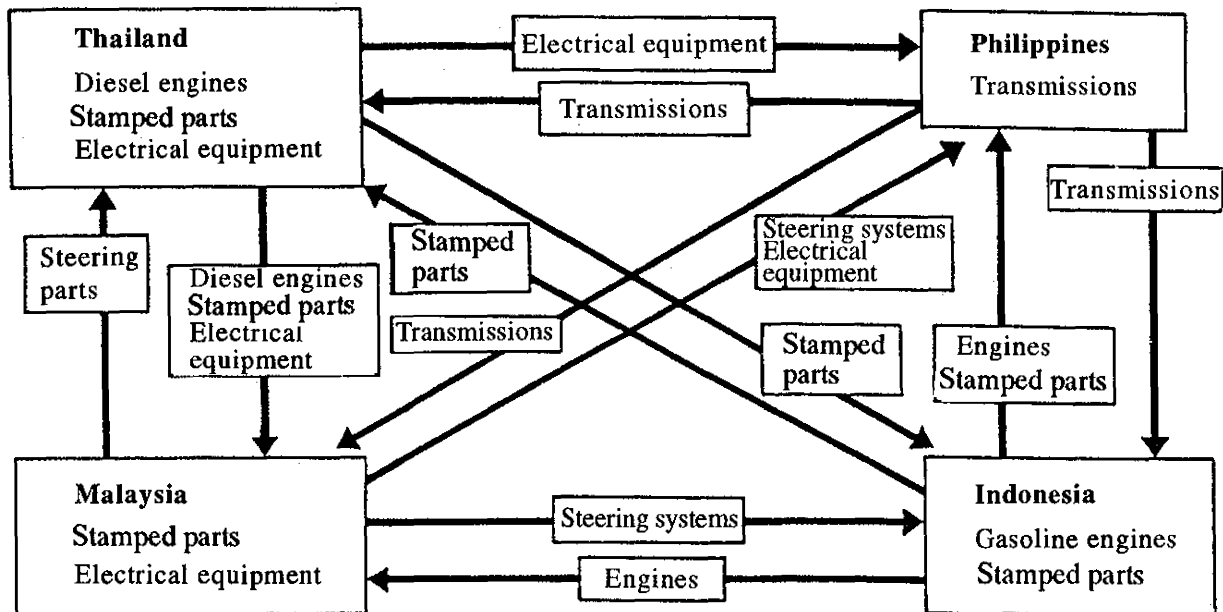 Thailand
Diesel engines
Stamped parts
Electrical equipment
Electrical equipment
Transmissions
Philippines
Transmissions
Transmissions
Steering
parts
Diesel engines
Stamped parts
Electrical
equipment
Stamped
parts
Transmissions
Steering systems
Electrical
equipment
Stamped
parts
Engines
Stamped parts
Malaysia
Stamped parts
Electrical equipment
Steering systems
Engines
Indonesia
Gasoline engines
Stamped parts